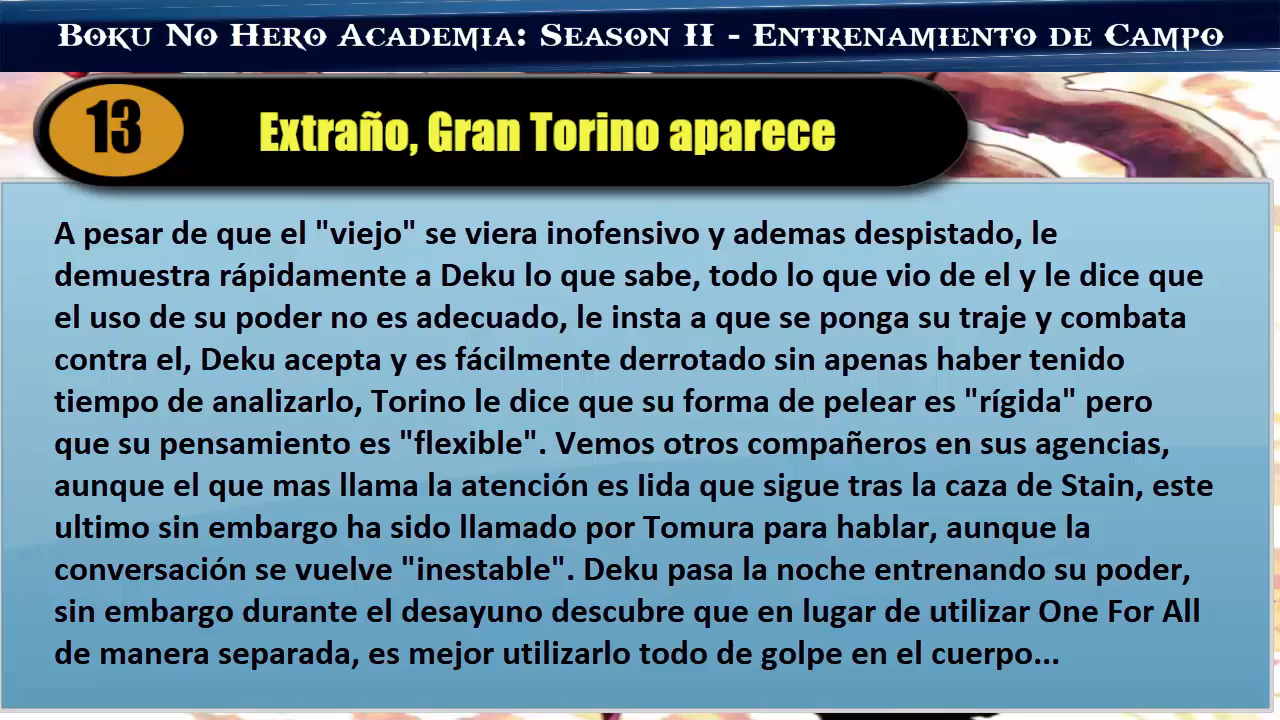 Boku No Hero Academia: Season II - Entrenamiento de Campo
13
Extraño, Gran Torino aparece
A pesar de que el "viejo" se viera inofensivo y ademas despistado, le
demuestra rápidamente a Deku lo que sabe, todo lo que vio de el y le dice que
el uso de su poder no es adecuado, le insta a que se ponga su traje y combata
contra el, Deku acepta y es fácilmente derrotado sin apenas haber tenido
tiempo de analizarlo, Torino le dice que su forma de pelear es "rígida" pero
que su pensamiento es "flexible". Vemos otros compañeros en sus agencias,
aunque el que mas llama la atención es Iida que sigue tras la caza de Stain, este
ultimo sin embargo ha sido llamado por Tomura para hablar, aunque la
conversación se vuelve "inestable". Deku pasa la noche entrenando su poder,
sin embargo durante el desayuno descubre que en lugar de utilizar One For All
de manera separada, es mejor utilizarlo todo de golpe en el cuerpo...